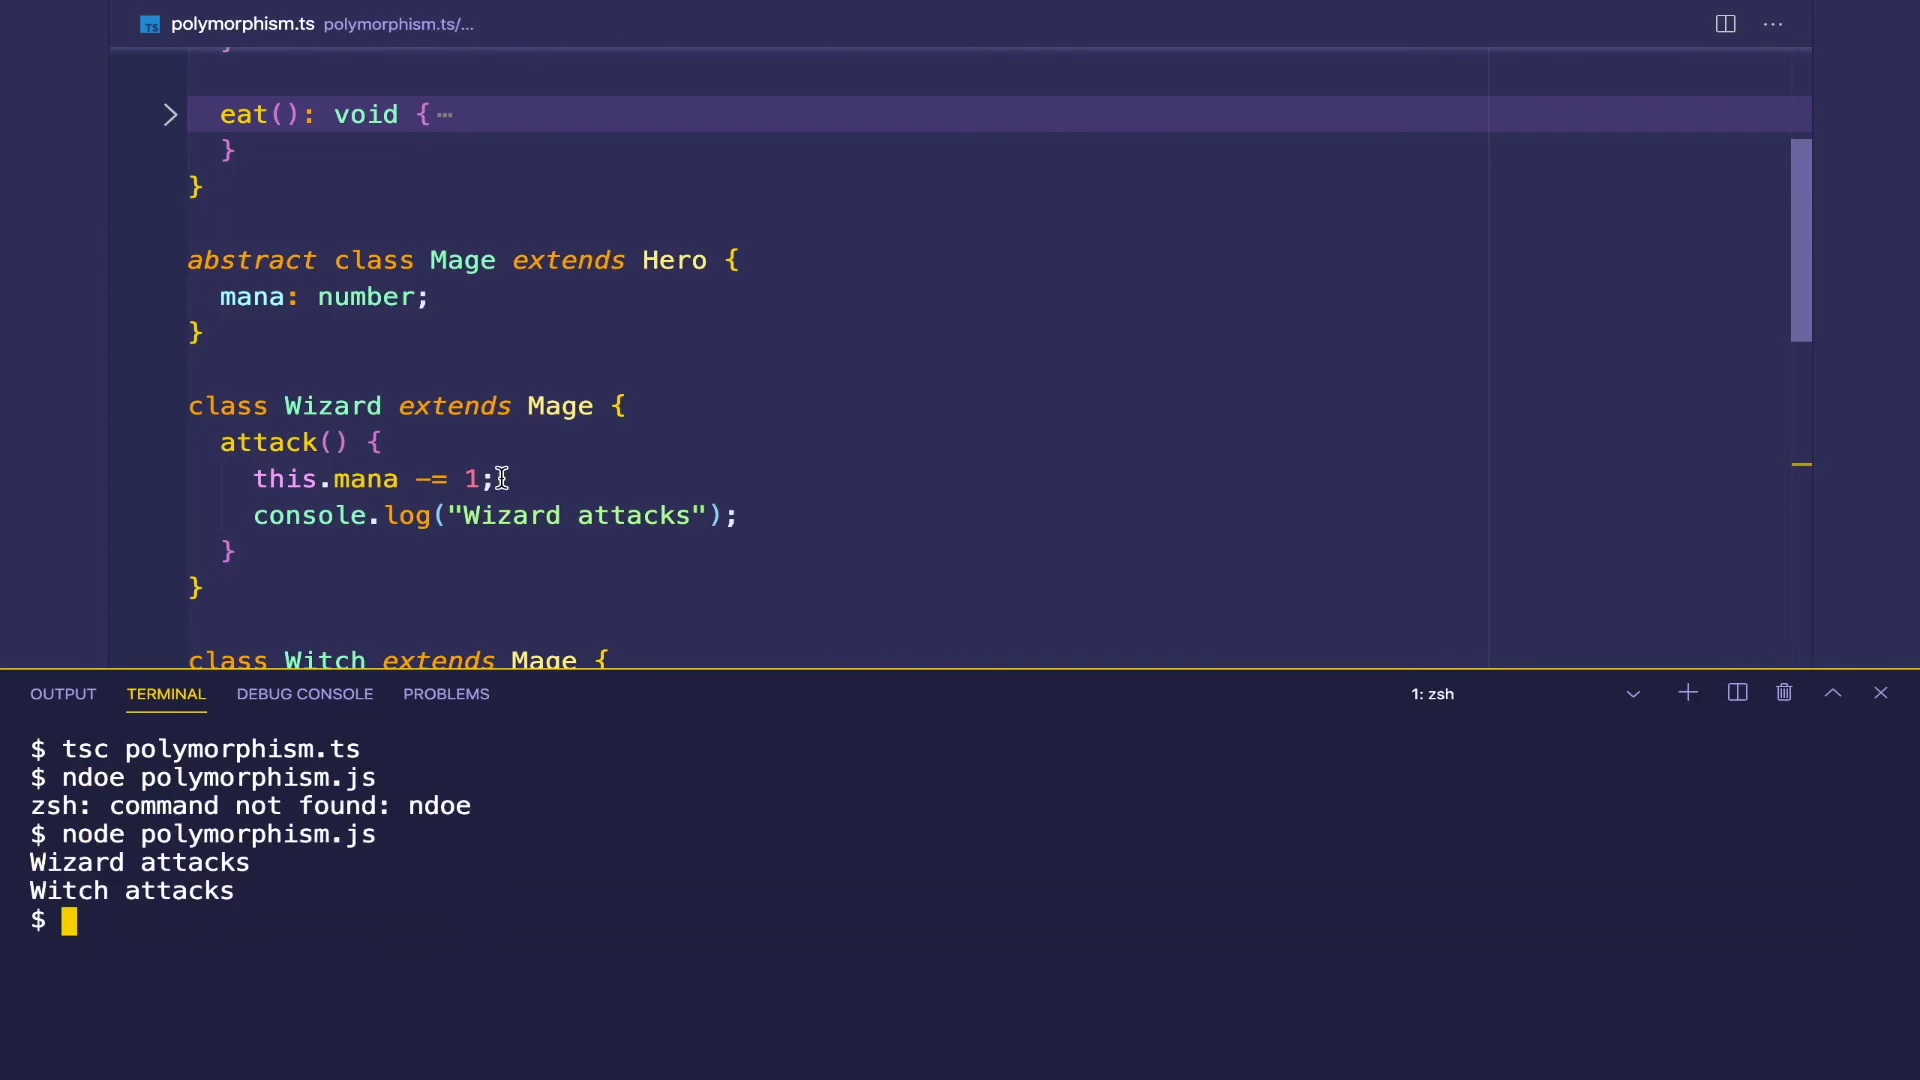 TS polymorphism.ts polymorphism.ts/...
}
eat(): void {
}
}
abstract class Mage extends Hero {
mana: number;
}
class Wizard extends Mage {
attack() {
this.mana -= 1;
console.log("Wizard attacks");
}
}
class Witch extends Mage {
OUTPUT TERMINAL DEBUG CONSOLE PROBLEMS 1: zsh
$ tsc polymorphism.ts
$ ndoe polymorphism.js
zsh: command not found: ndoe
$ node polymorphism.js
Wizard attacks
Witch attacks
$